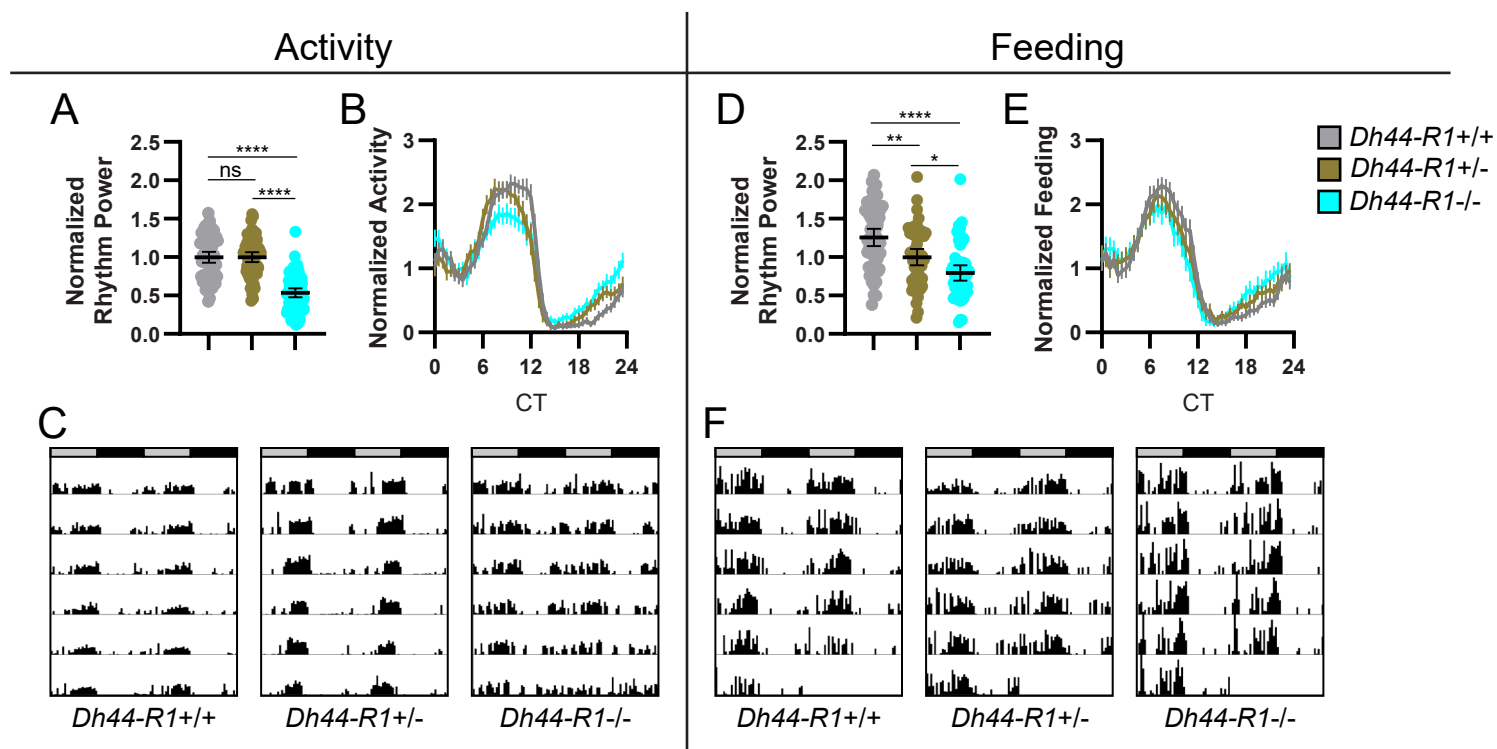 Activity
Feeding
A
Normalized
Rhythm Power
2.5
2.0
1.5
1.0
0.5
0.0
****
ns
****
B
Normalized Activity
3
2
1
0
0 6 12 18 24
CT
D
Normalized
Rhythm Power
2.5
2.0
1.5
1.0
0.5
0.0
****
**
*
E
Normalized Feeding
3
2
1
0
0 6 12 18 24
CT
Dh44-R1+/+
Dh44-R1+/-
Dh44-R1-/-
C
Dh44-R1+/+ Dh44-R1+/- Dh44-R1-/-
F
Dh44-R1+/+ Dh44-R1+/- Dh44-R1-/-